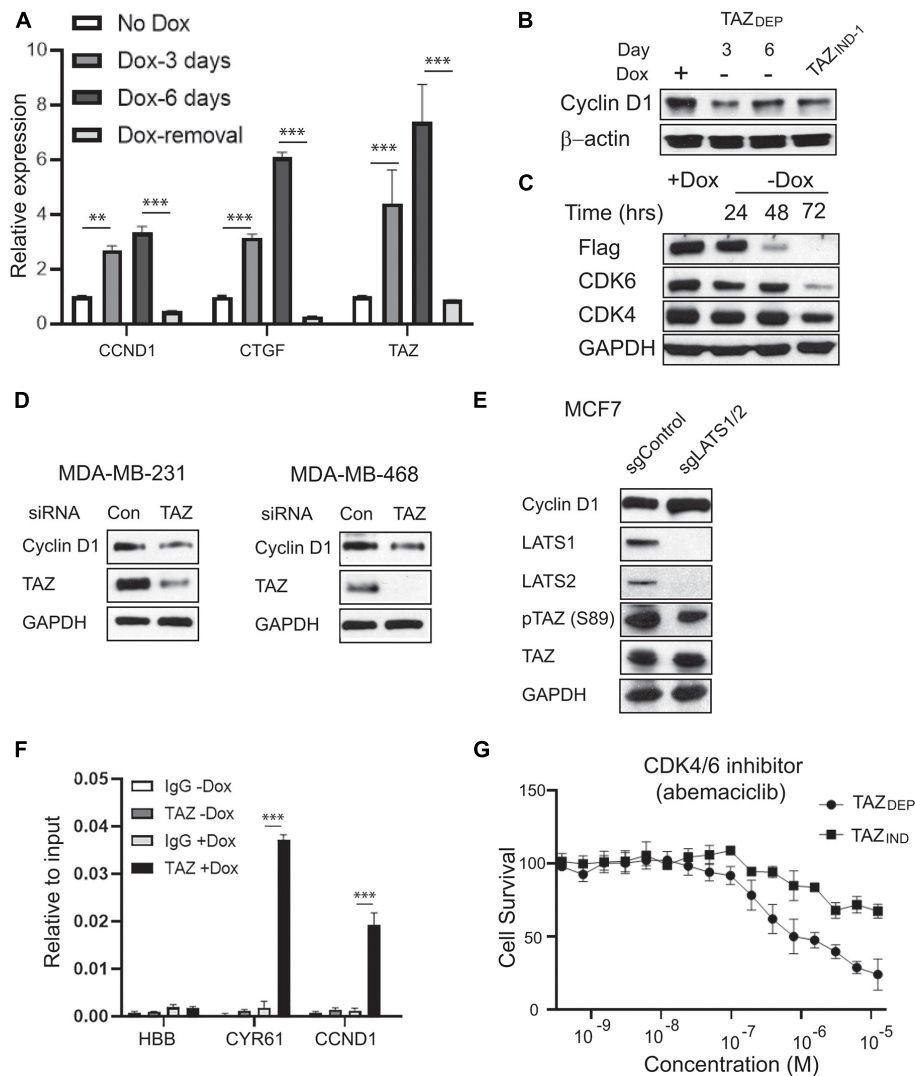 A
No Dox
Dox-3 days
Dox-6 days
Dox-removal
Relative expression
10
8
6
4
2
0
** ***
*** ***
*** ***
CCND1 CTGF TAZ
B
TAZDEP
Day 3 6 TAZIND-1
Dox + - -
Cyclin D1
β-actin
C
+Dox -Dox
Time (hrs) 24 48 72
Flag
CDK6
CDK4
GAPDH
D
MDA-MB-231
siRNA Con TAZ
Cyclin D1
TAZ
GAPDH
MDA-MB-468
siRNA Con TAZ
Cyclin D1
TAZ
GAPDH
E
MCF7
sgControl sgLATS1/2
Cyclin D1
LATS1
LATS2
pTAZ (S89)
TAZ
GAPDH
F
IgG -Dox
TAZ -Dox
IgG +Dox
TAZ +Dox
Relative to input
0.05
0.04
0.03
0.02
0.01
0.00
***
***
HBB CYR61 CCND1
G
CDK4/6 inhibitor
(abemaciclib)
TAZDEP
TAZIND
Cell Survival
150
100
50
0
10-9 10-8 10-7 10-6 10-5
Concentration (M)